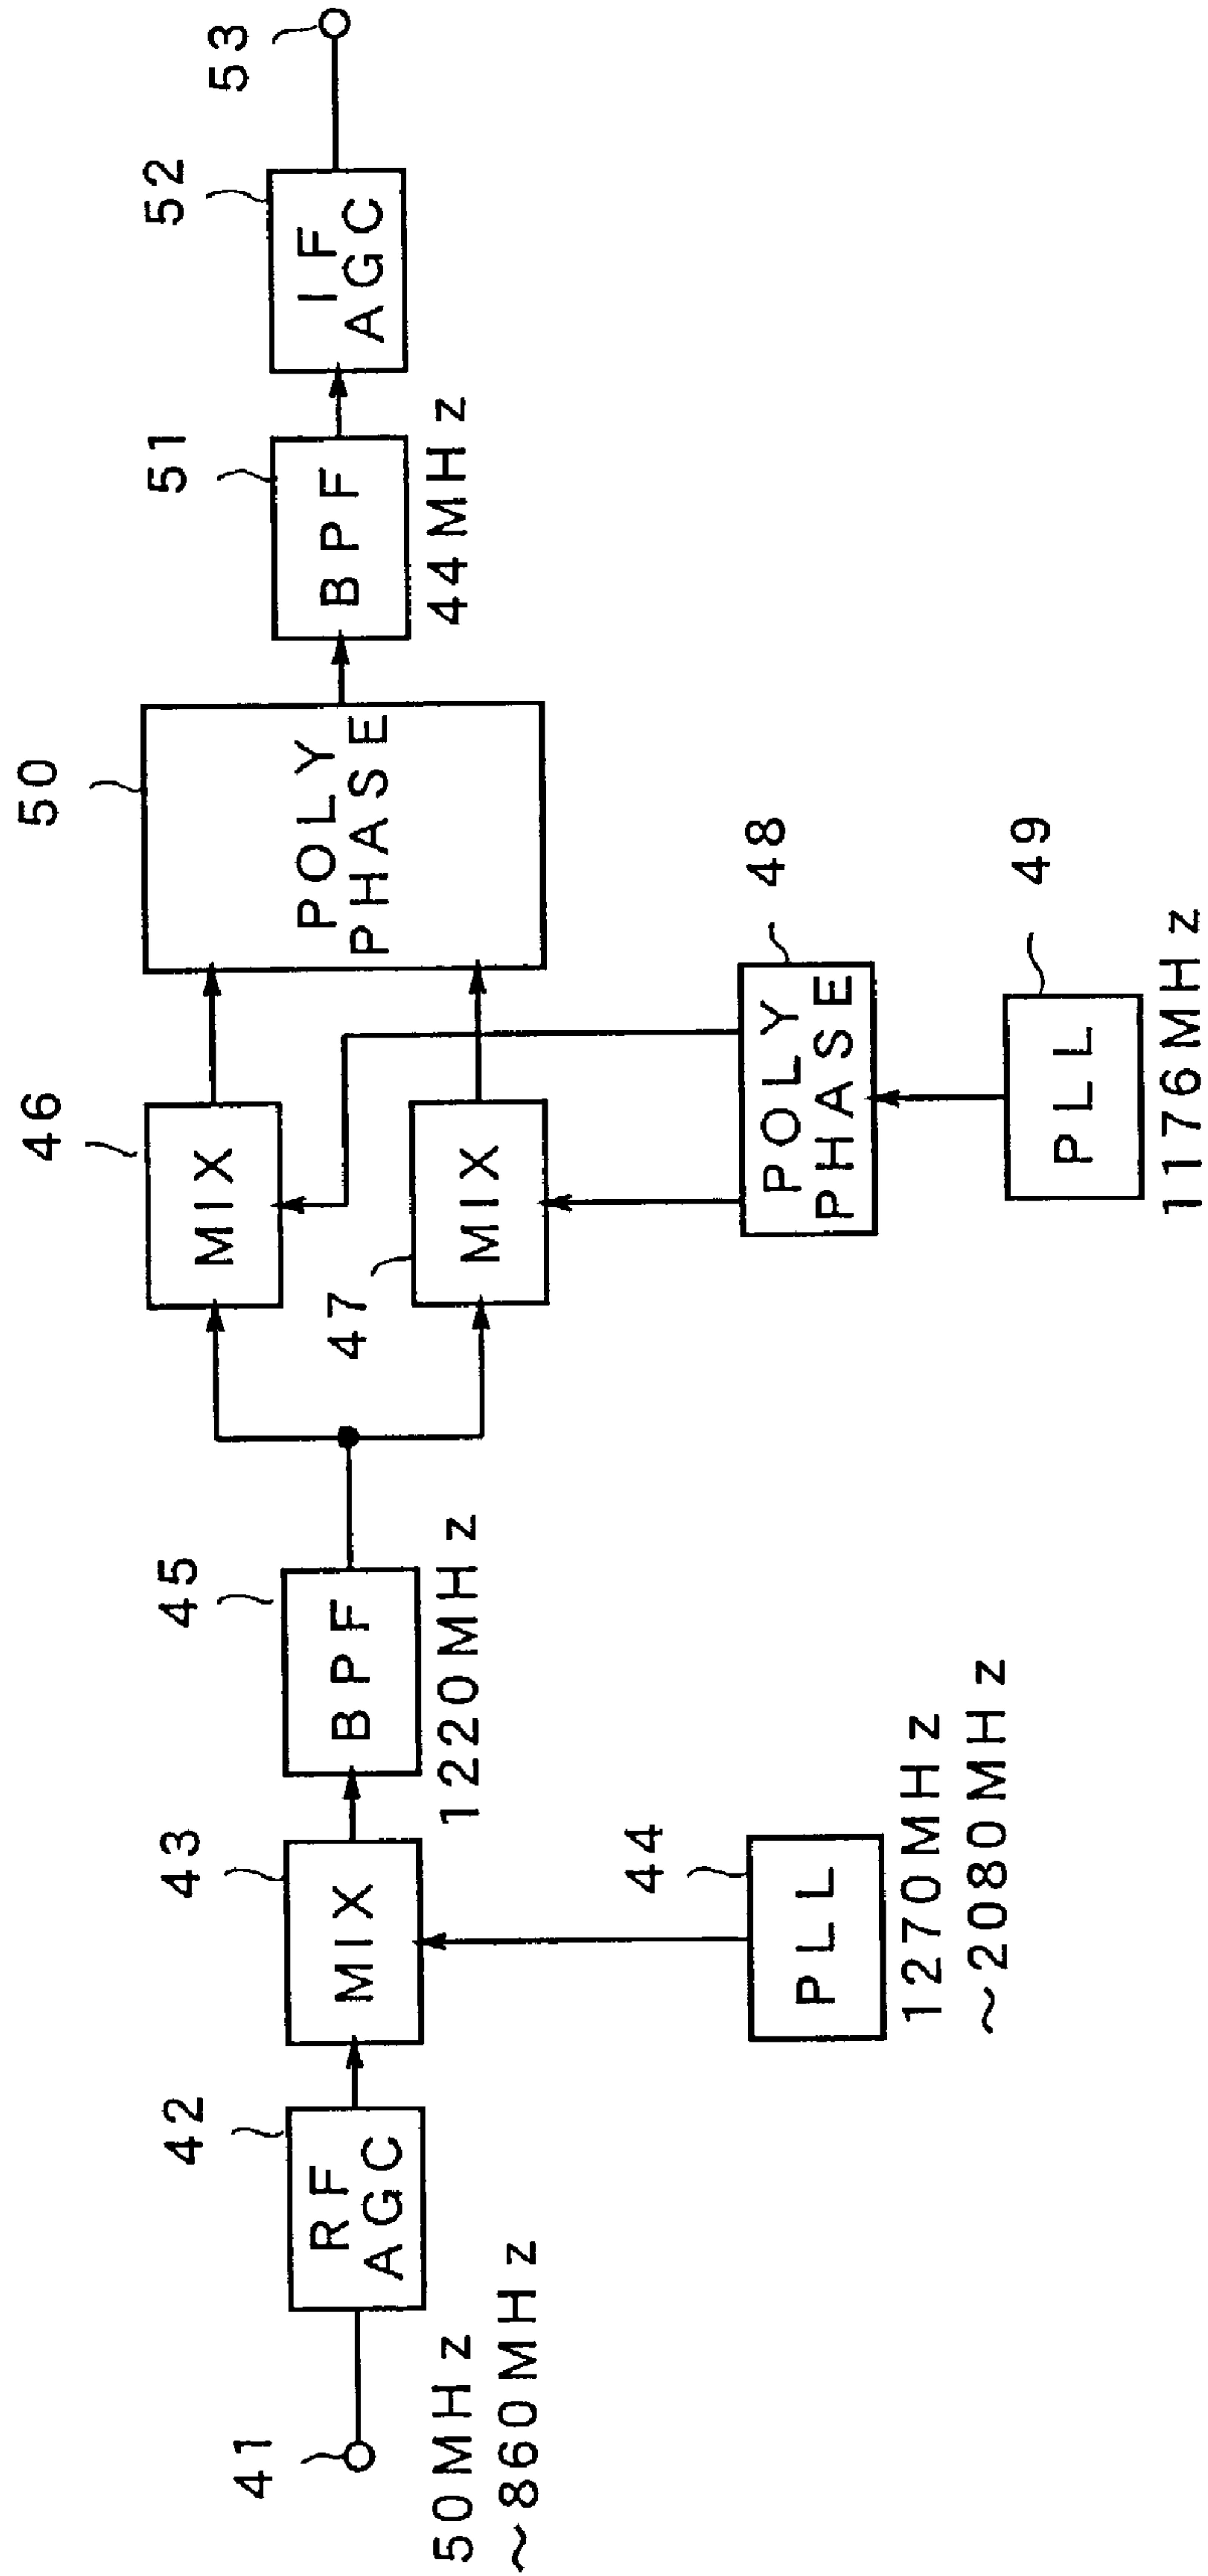 41
50MHz
~860MHz
42
RF
AGC
43
MIX
44
PLL
1270MHz
~2080MHz
45
BPF
1220MHz
46
MIX
47
MIX
48
POLY
PHASE
49
PLL
1176MHz
50
POLY
PHASE
51
BPF
44MHz
52
IF
AGC
53